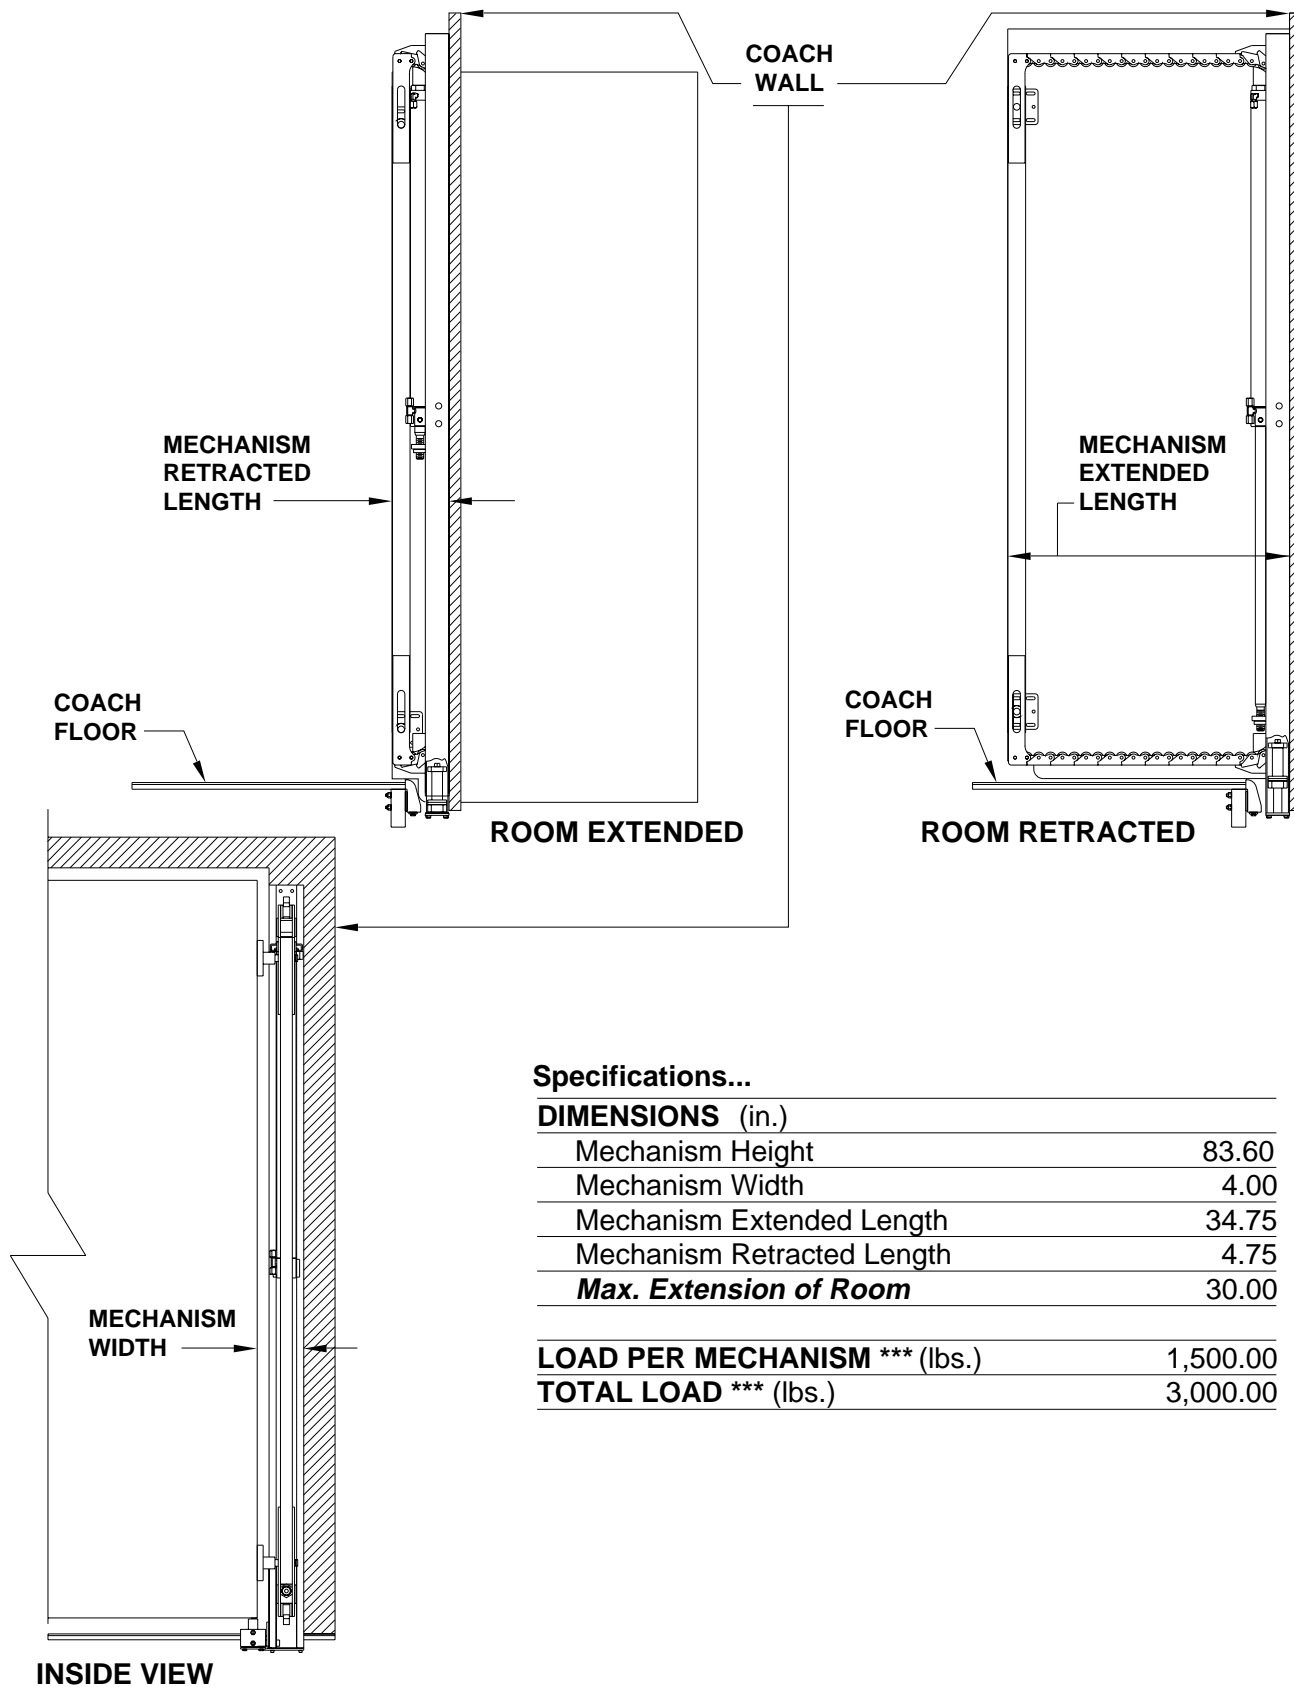 COACH
WALL
MECHANISM
RETRACTED
LENGTH
MECHANISM
EXTENDED
LENGTH
COACH
FLOOR
COACH
FLOOR
ROOM EXTENDED
ROOM RETRACTED
MECHANISM
WIDTH
INSIDE VIEW
Specifications...
DIMENSIONS (in.)
Mechanism Height 83.60
Mechanism Width 4.00
Mechanism Extended Length 34.75
Mechanism Retracted Length 4.75
Max. Extension of Room 30.00
LOAD PER MECHANISM *** (lbs.) 1,500.00
TOTAL LOAD *** (lbs.) 3,000.00